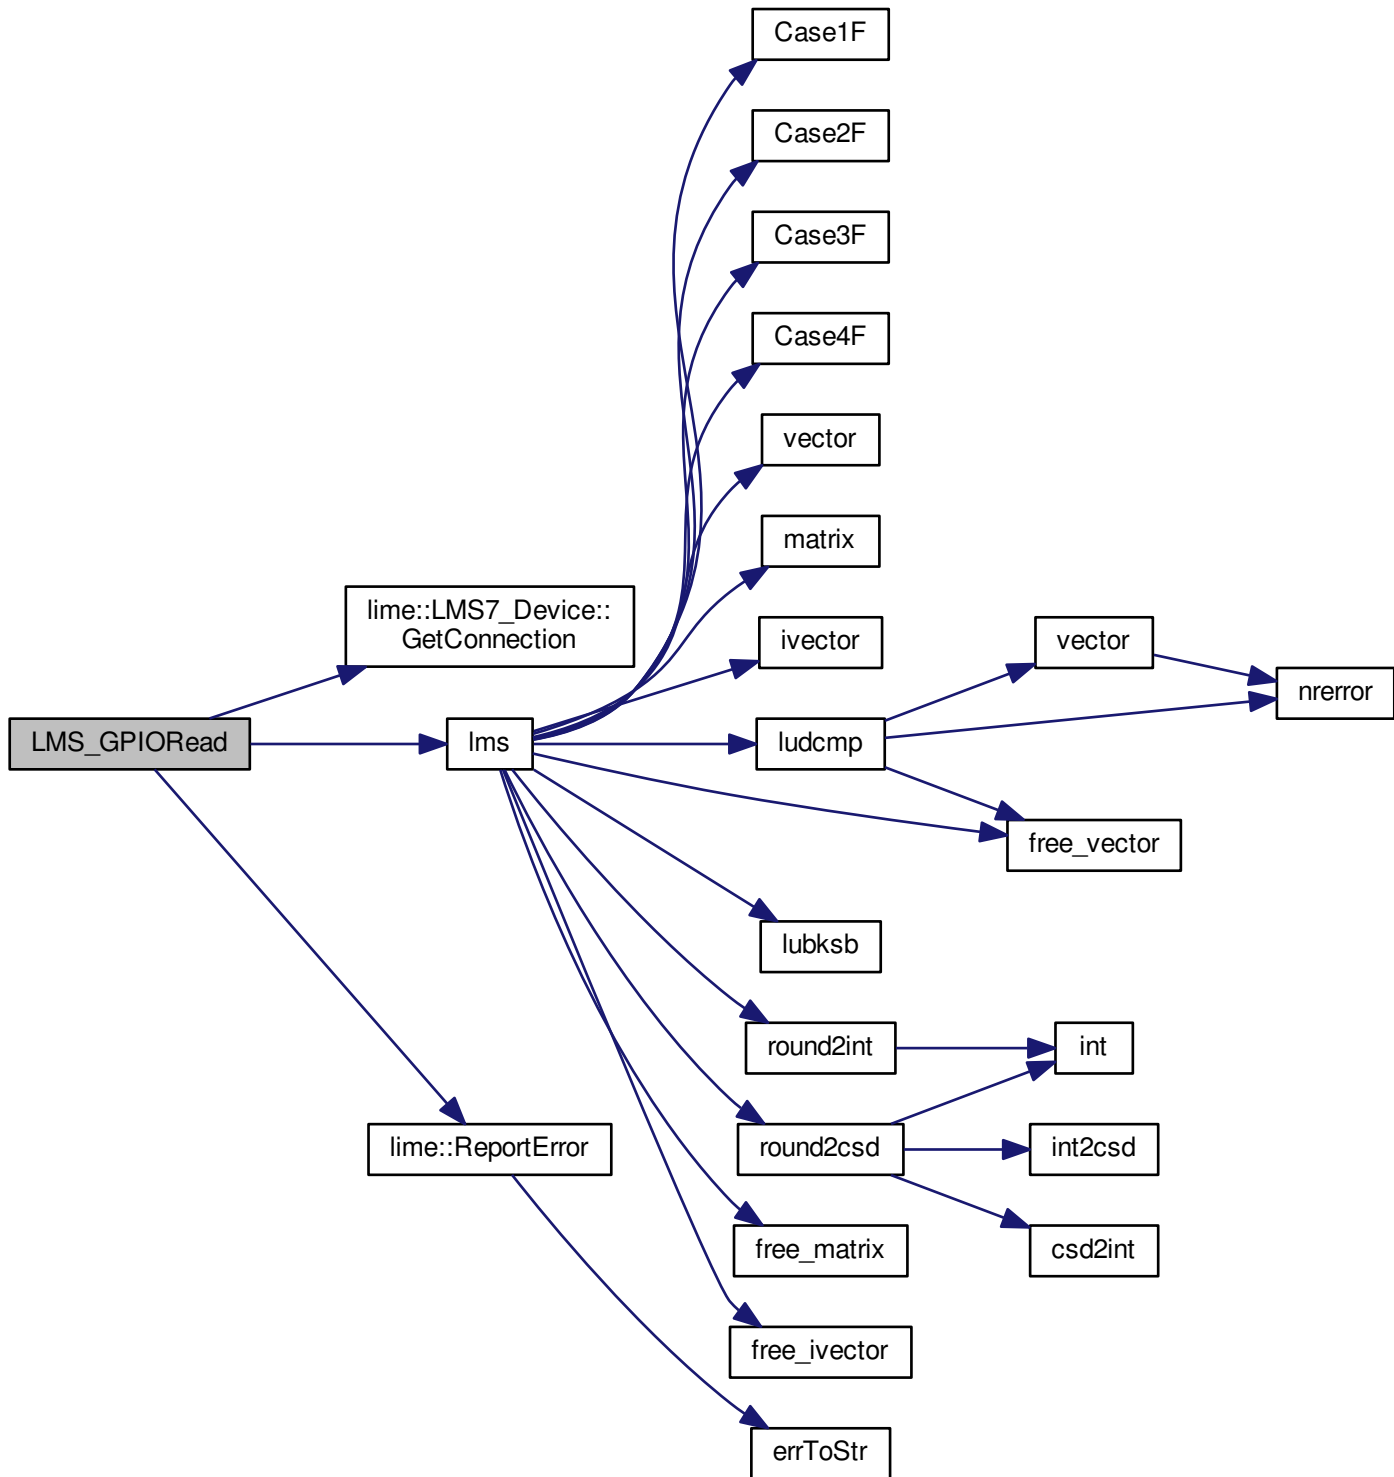 Case1F
Case2F
Case3F
Case4F
vector
matrix
lime::LMS7_Device::
GetConnection
ivector
vector
nrerror
LMS_GPIORead
lms
ludcmp
free_vector
lubksb
round2int
int
lime::ReportError
round2csd
int2csd
free_matrix
csd2int
free_ivector
errToStr